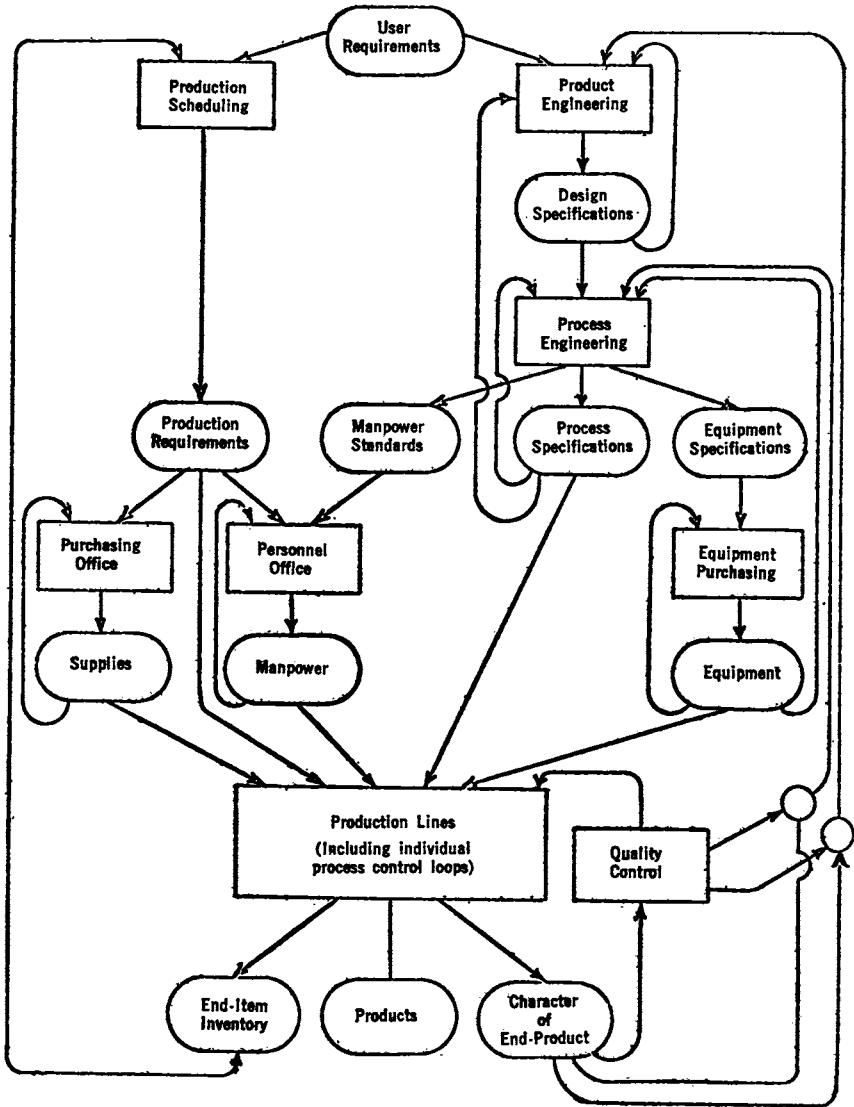 User
Requirements
Production
Scheduling
Product
Engineering
Design
Specifications
Process
Engineering
Production
Requirements
Manpower
Standards
Process
Specifications
Equipment
Specifications
Purchasing
Office
Personnel
Office
Equipment
Purchasing
Supplies
Manpower
Equipment
Production Lines
(Including individual
process control loops)
Quality
Control
End-Item
Inventory
Products
Character
of
End-Product